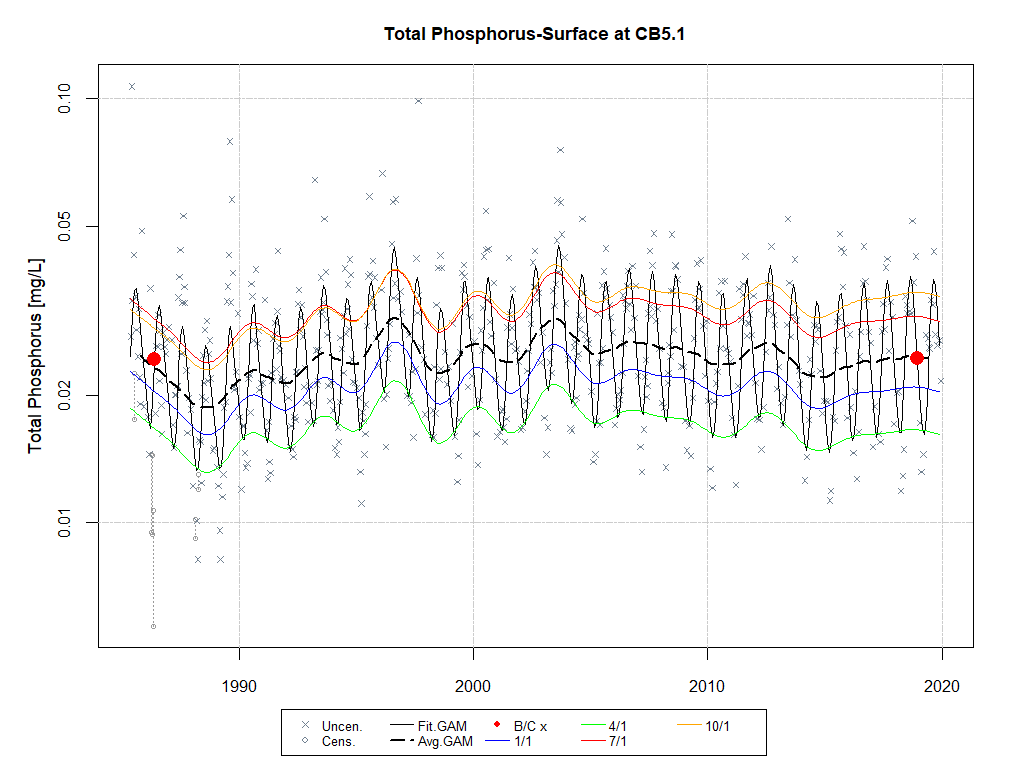 Total Phosphorus-Surface at CB5.1
Total Phosphorus [mg/L]
0.10
0.05
0.02
0.01
1990 2000 2010 2020
Uncen. Fit.GAM B/C x 4/1 10/1
Cens. Avg.GAM 1/1 7/1